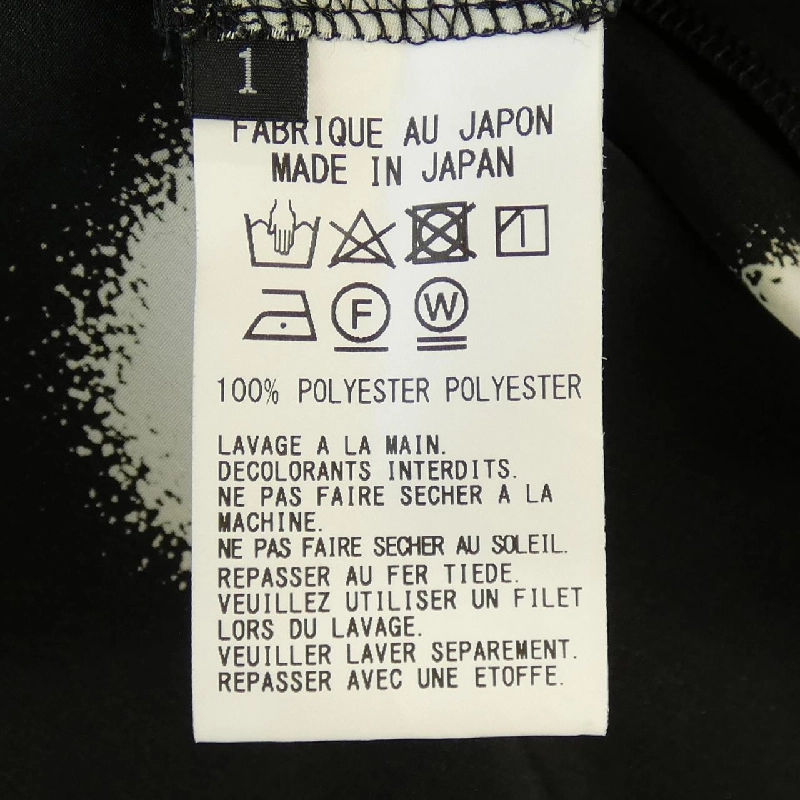 1
FABRIQUE AU JAPON
MADE IN JAPAN
F
W
100% POLYESTER POLYESTER
LAVAGE A LA MAIN.
DECOLORANTS INTERDITS.
NE PAS FAIRE SECHER A LA
MACHINE.
NE PAS FAIRE SECHER AU SOLEIL.
REPASSER AU FER TIEDE.
VEUILLEZ UTILISER UN FILET
LORS DU LAVAGE.
VEUILLER LAVER SEPAREMENT.
REPASSER AVEC UNE ETOFFE.